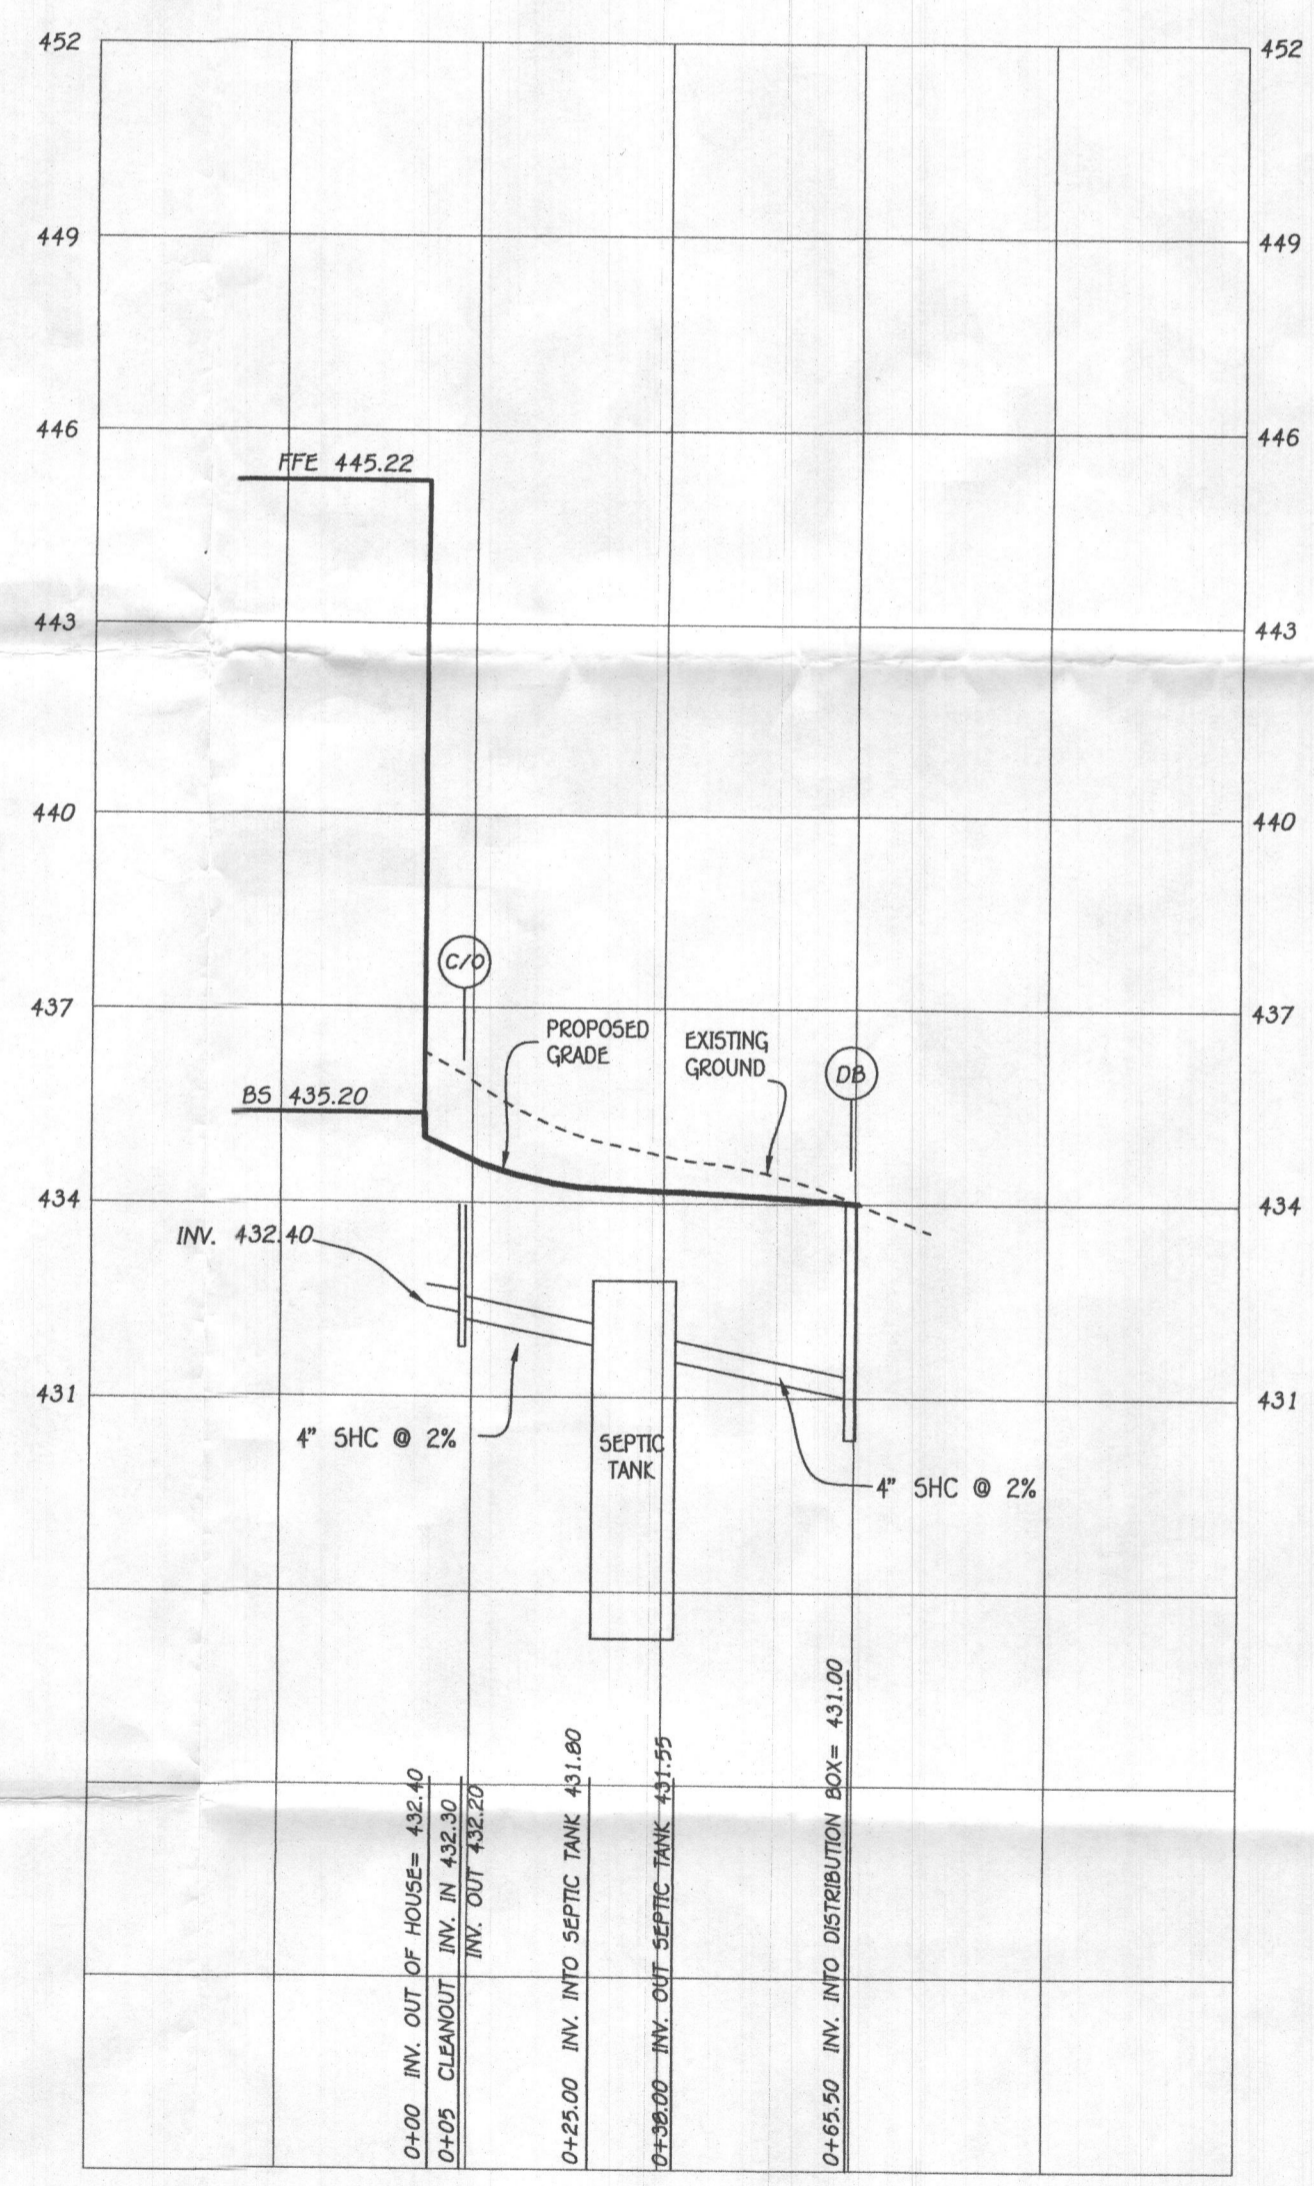 452
452
449
449
446
446
FFE 445.22
443
443
440
440
C/O
437
437
PROPOSED
GRADE
EXISTING
GROUND
DB
BS 435.20
434
434
INV. 432.40
431
431
4" SHC @ 2%
SEPTIC
TANK
4" SHC @ 2%
0+00 INV. OUT OF HOUSE= 432.40
0+05 CLEANOUT INV. IN 432.30
INV. OUT 432.20
0+25.00 INV. INTO SEPTIC TANK 431.80
0+38.00 INV. OUT SEPTIC TANK 431.55
0+65.50 INV. INTO DISTRIBUTION BOX= 431.00